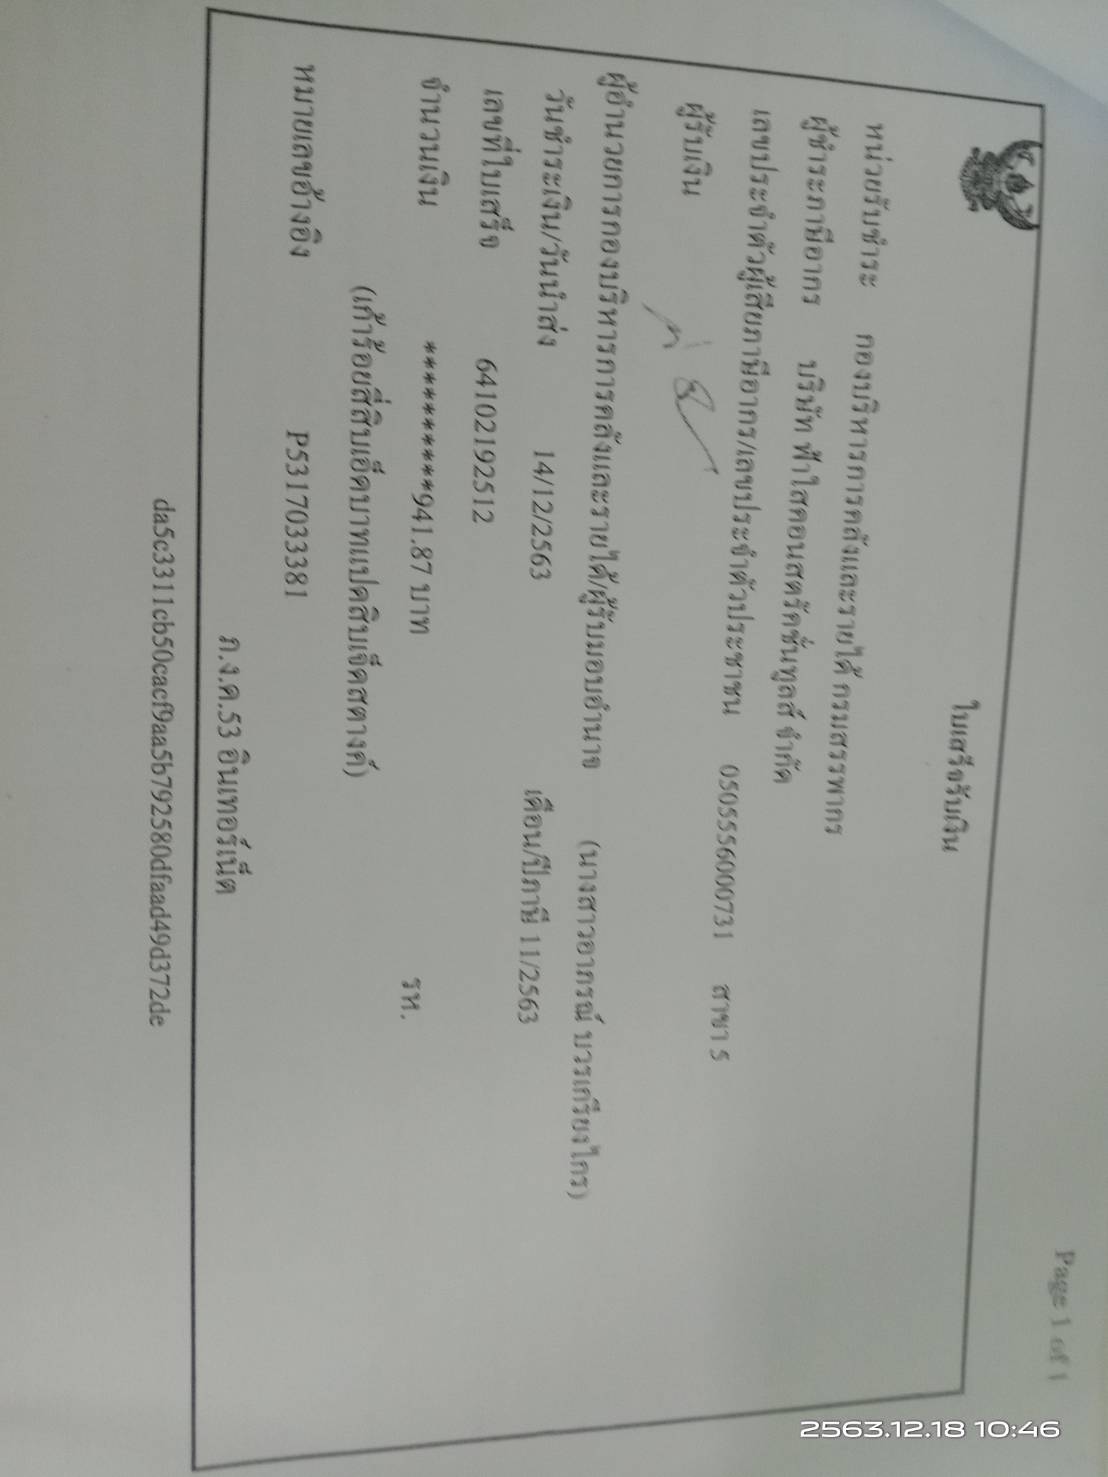 Page 1 of 1
ใบเสร็จรับเงิน
หน่วยรับชำระ กองบริหารการคลังและรายได้ กรมสรรพากร
ผู้ชำระภาษีอากร บริษัท ฟ้าใสคอนสตรัคชั่นทูลส์ จำกัด
เลขประจำตัวผู้เสียภาษีอากร/เลขประจำตัวประชาชน 0505556000731 สาขา 5
ผู้รับเงิน
ผู้อำนวยการกองบริหารการคลังและรายได้/ผู้รับมอบอำนาจ (นางสาวอาภรณ์ บวรเกรียงไกร)
วันชำระเงิน/วันนำส่ง 14/12/2563 เดือน/ปีภาษี 11/2563
เลขที่ใบเสร็จ 64102192512
จำนวนเงิน **********941.87 บาท รห.
(เก้าร้อยสี่สิบเอ็ดบาทแปดสิบเจ็ดสตางค์)
หมายเลขอ้างอิง P5317033381
ภ.ง.ด.53 อินเทอร์เน็ต
da5c3311cb50cacf9aa5b792580dfaad49d372de
2563.12.18 10:46